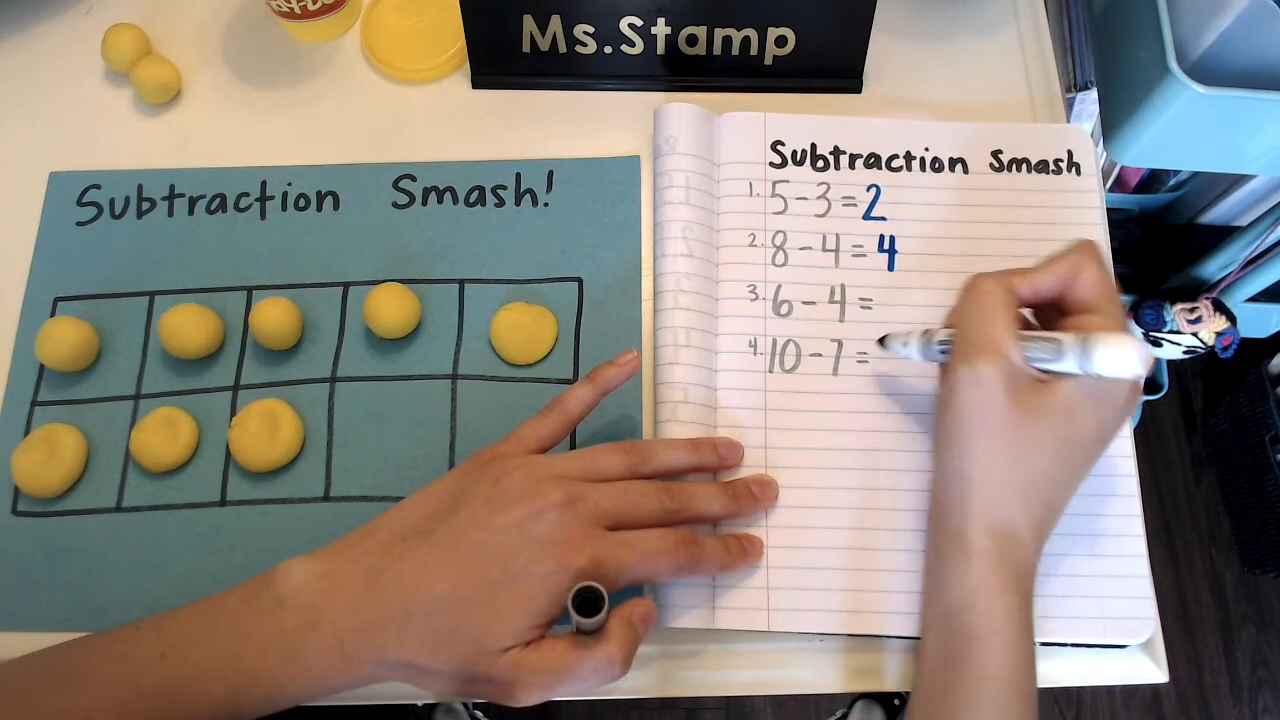 Ms.Stamp
Subtraction Smash!
Subtraction Smash
1. 5-3=2
2. 8-4=4
3. 6-4=
4. 10-7=